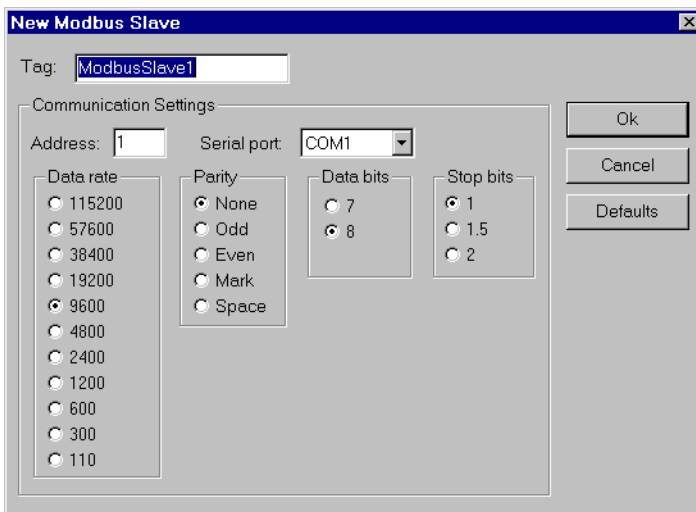 New Modbus Slave
Tag: ModbusSlave1
Communication Settings
Address: 1 Serial port: COM1
Data rate
115200
57600
38400
19200
9600
4800
2400
1200
600
300
110
Parity
None
Odd
Even
Mark
Space
Data bits
7
8
Stop bits
1
1.5
2
Ok
Cancel
Defaults